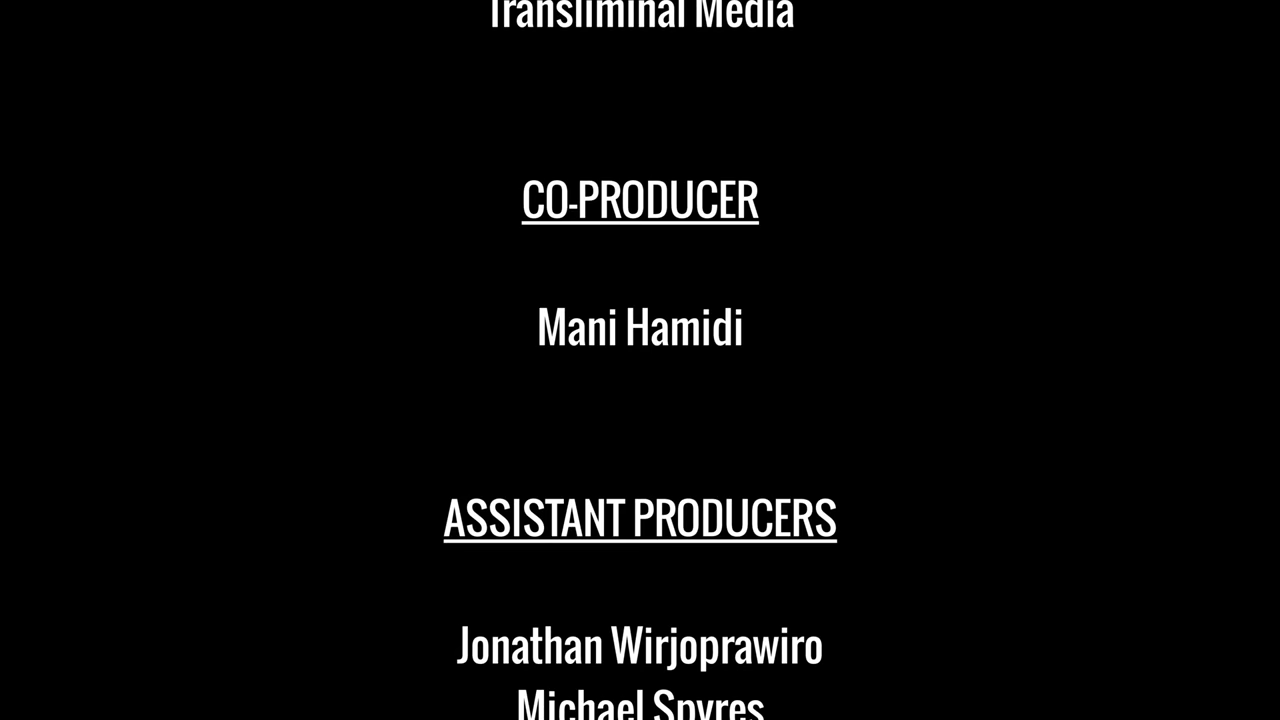 Transliminal Media
CO-PRODUCER
Mani Hamidi
ASSISTANT PRODUCERS
Jonathan Wirjoprawiro
Michael Spyres